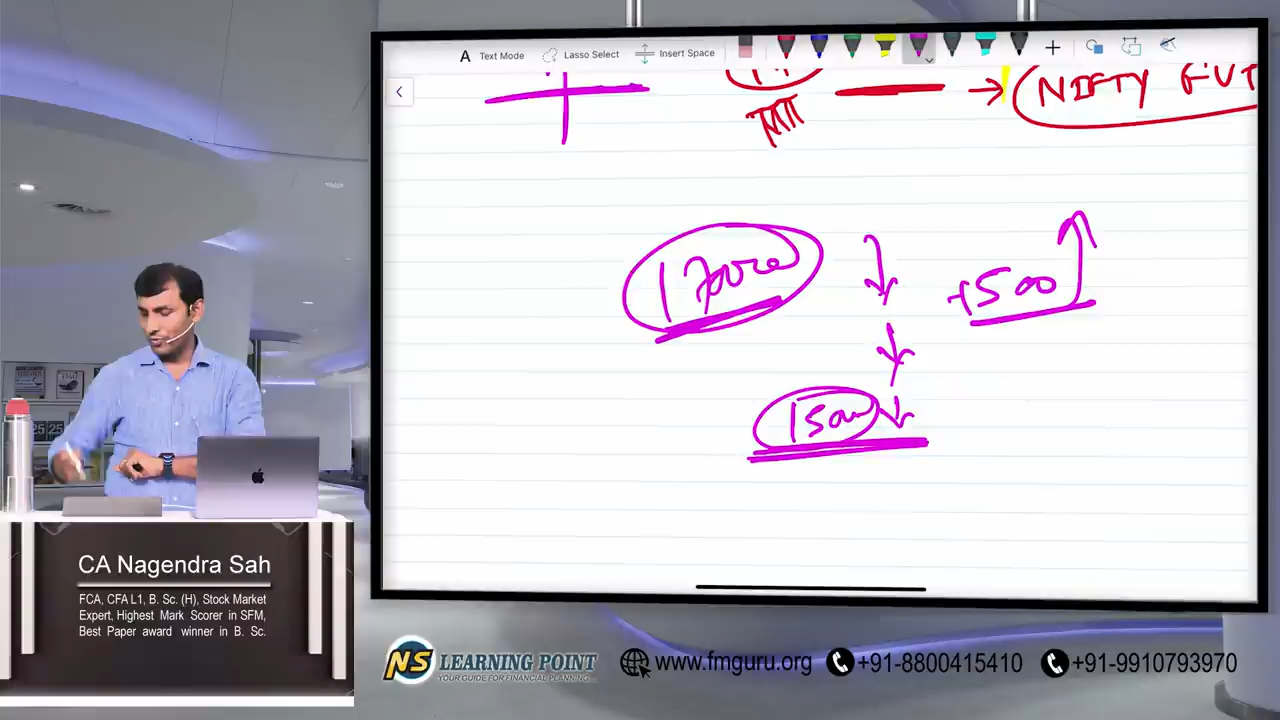 A Text Mode
Lasso Select
Insert Space
→ NIFTY FUT
17000
+500
1500
CA Nagendra Sah
FCA, CFA L1, B. Sc. (H), Stock Market
Expert, Highest Mark Scorer in SFM,
Best Paper award winner in B. Sc.
NS LEARNING POINT
YOUR GUIDE FOR FINANCIAL PLANNING...
www.fmguru.org
+91-8800415410
+91-9910793970